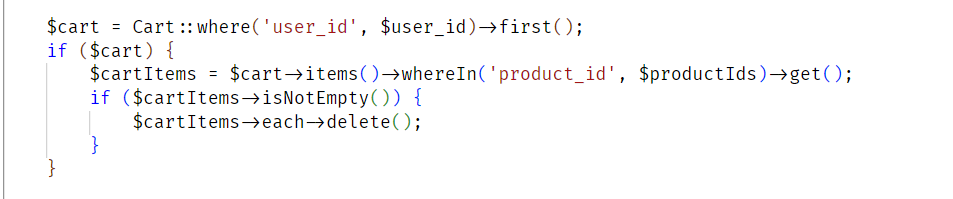 $cart = Cart::where('user_id', $user_id)->first();
if ($cart) {
    $cartItems = $cart->items()->whereIn('product_id', $productIds)->get();
    if ($cartItems->isNotEmpty()) {
        $cartItems->each->delete();
    }
}